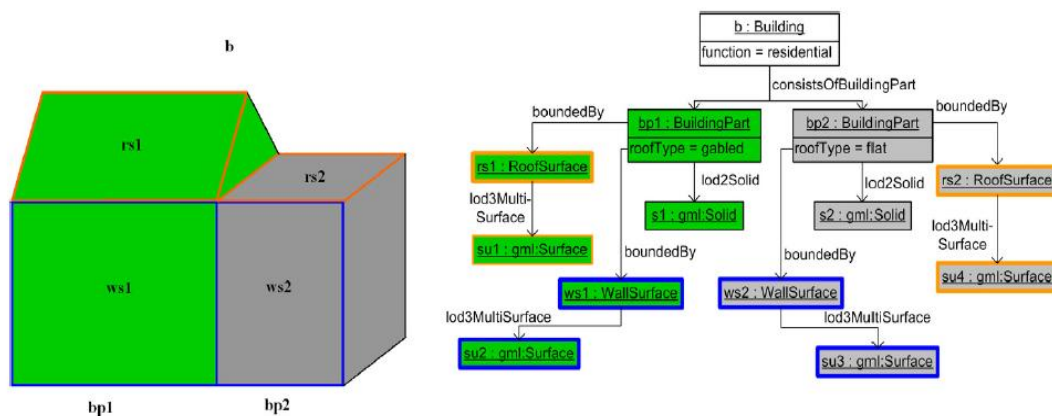 b
rs1
rs2
ws1
ws2
bp1
bp2
b : Building
function = residential
consistsOfBuildingPart
boundedBy
bp1 : BuildingPart
roofType = gabled
bp2 : BuildingPart
roofType = flat
boundedBy
rs1 : RoofSurface
lod2Solid
lod2Solid
rs2 : RoofSurface
lod3Multi-
Surface
s1 : gml:Solid
s2 : gml:Solid
lod3Multi-
Surface
su1 : gml:Surface
boundedBy
boundedBy
su4 : gml:Surface
ws1 : WallSurface
ws2 : WallSurface
lod3MultiSurface
lod3MultiSurface
su2 : gml:Surface
su3 : gml:Surface